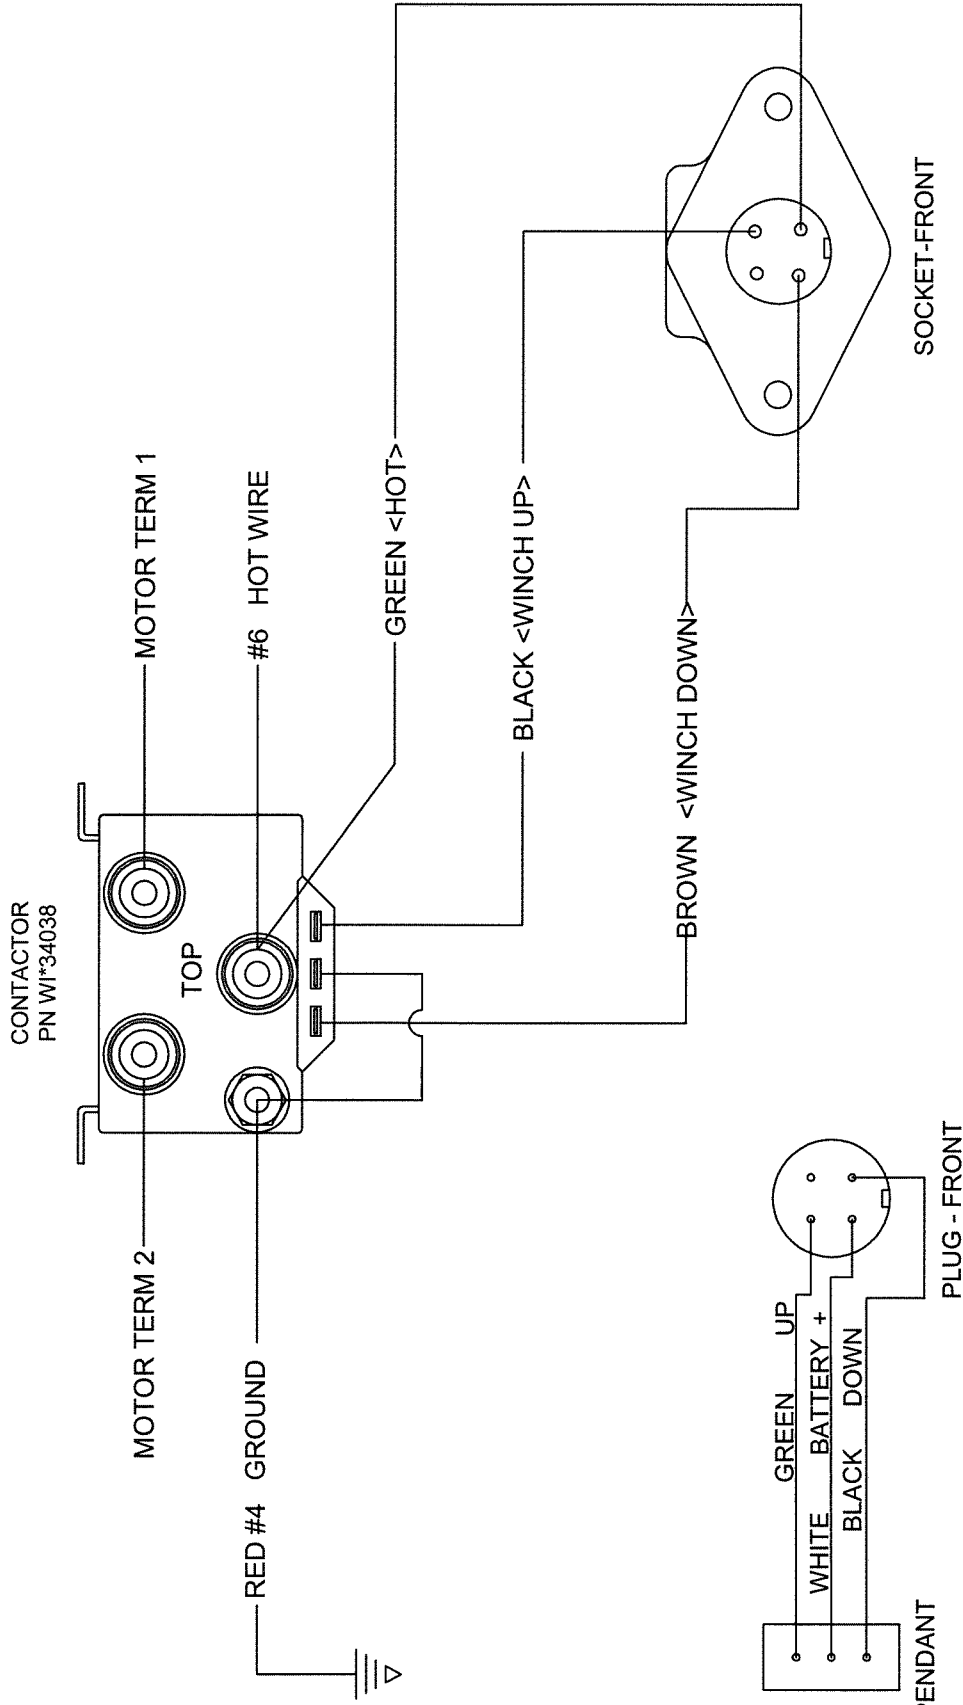 CONTACTOR
PN WI*34038
MOTOR TERM 2
MOTOR TERM 1
TOP
RED #4 GROUND
#6 HOT WIRE
GREEN <HOT>
BLACK <WINCH UP>
BROWN <WINCH DOWN>
SOCKET-FRONT
GREEN UP
WHITE BATTERY +
BLACK DOWN
PLUG - FRONT